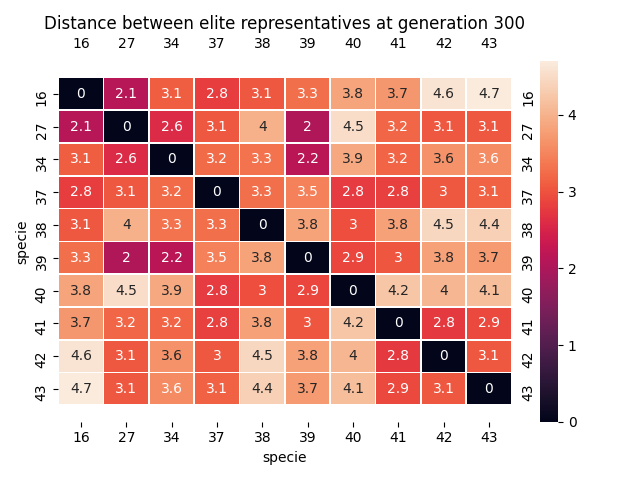 Distance between elite representatives at generation 300
16 27 34 37 38 39 40 41 42 43
16 0 2.1 3.1 2.8 3.1 3.3 3.8 3.7 4.6 4.7 16
27 2.1 0 2.6 3.1 4 2 4.5 3.2 3.1 3.1 27
34 3.1 2.6 0 3.2 3.3 2.2 3.9 3.2 3.6 3.6 34
37 2.8 3.1 3.2 0 3.3 3.5 2.8 2.8 3 3.1 37
38 3.1 4 3.3 3.3 0 3.8 3 3.8 4.5 4.4 38
39 3.3 2 2.2 3.5 3.8 0 2.9 3 3.8 3.7 39
40 3.8 4.5 3.9 2.8 3 2.9 0 4.2 4 4.1 40
41 3.7 3.2 3.2 2.8 3.8 3 4.2 0 2.8 2.9 41
42 4.6 3.1 3.6 3 4.5 3.8 4 2.8 0 3.1 42
43 4.7 3.1 3.6 3.1 4.4 3.7 4.1 2.9 3.1 0 43
16 27 34 37 38 39 40 41 42 43
specie
specie
4
3
2
1
0